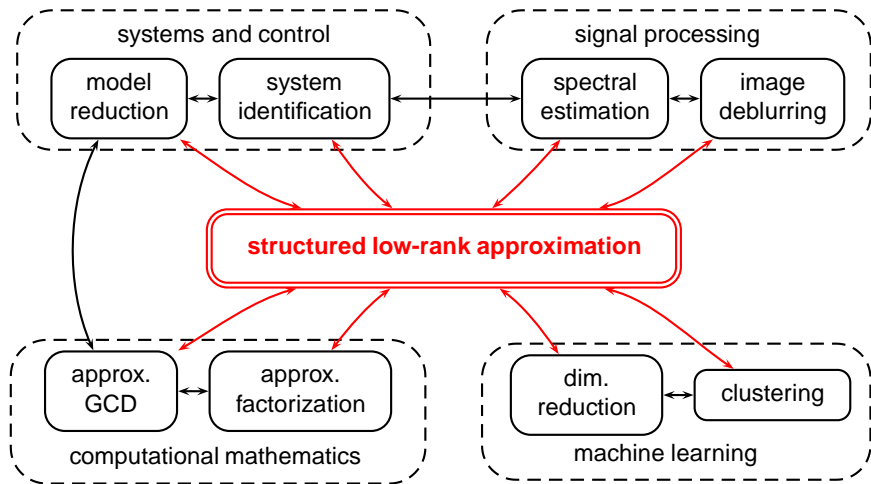 systems and control
model
reduction
system
identification
signal processing
spectral
estimation
image
deblurring
structured low-rank approximation
approx.
GCD
approx.
factorization
computational mathematics
dim.
reduction
clustering
machine learning